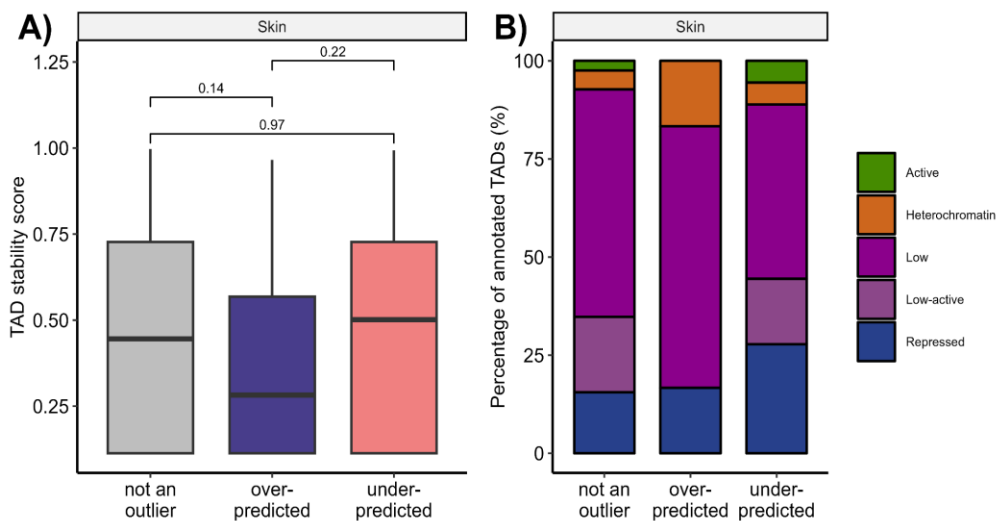 A)
Skin
TAD stability score
1.25
1.00
0.75
0.50
0.25
0.22
0.14
0.97
not an
outlier
over-
predicted
under-
predicted
B)
Skin
Percentage of annotated TADs (%)
100
75
50
25
0
not an
outlier
over-
predicted
under-
predicted
Active
Heterochromatin
Low
Low-active
Repressed